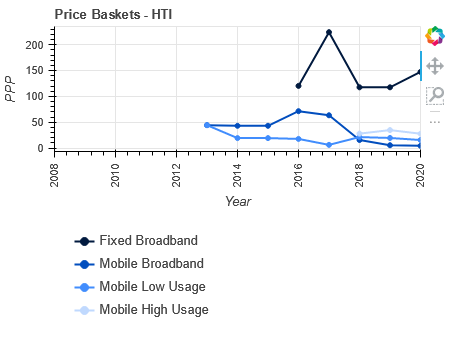 Price Baskets - HTI
200
150
100
50
0
PPP
2008
2010
2012
2014
2016
2018
2020
Year
Fixed Broadband
Mobile Broadband
Mobile Low Usage
Mobile High Usage